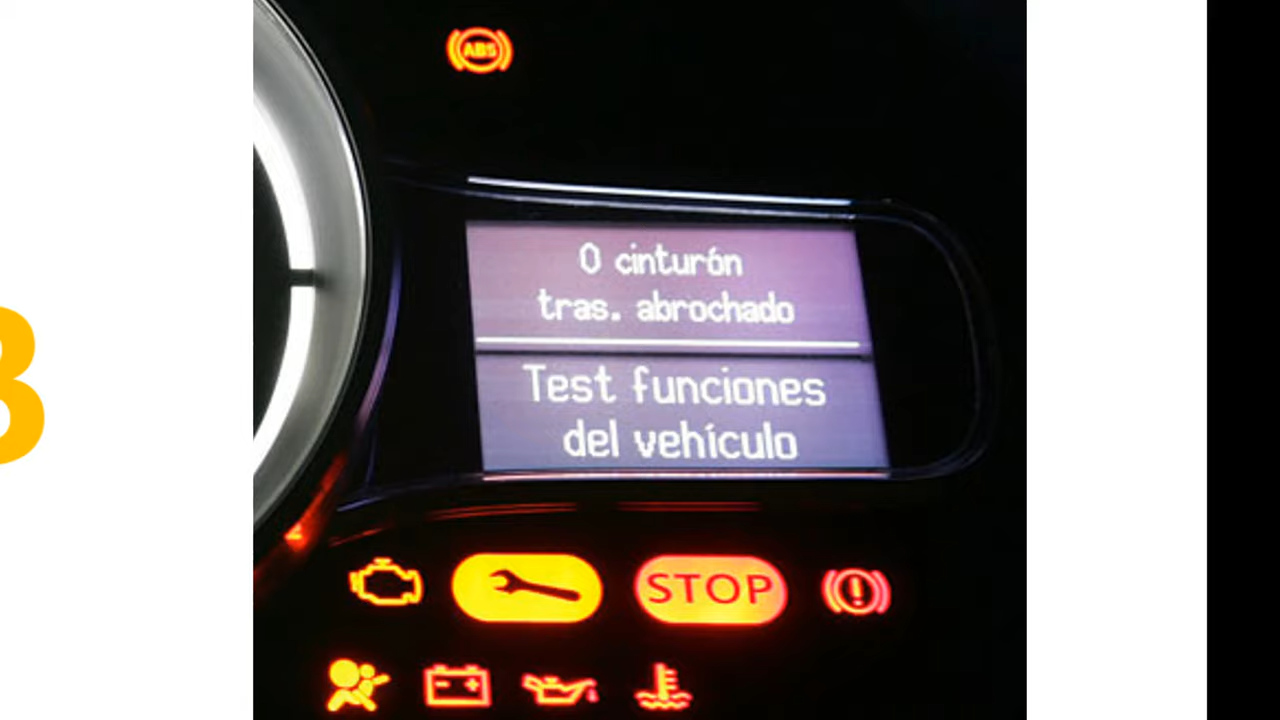 ABS
0 cinturón
tras. abrochado
Test funciones
del vehículo
STOP